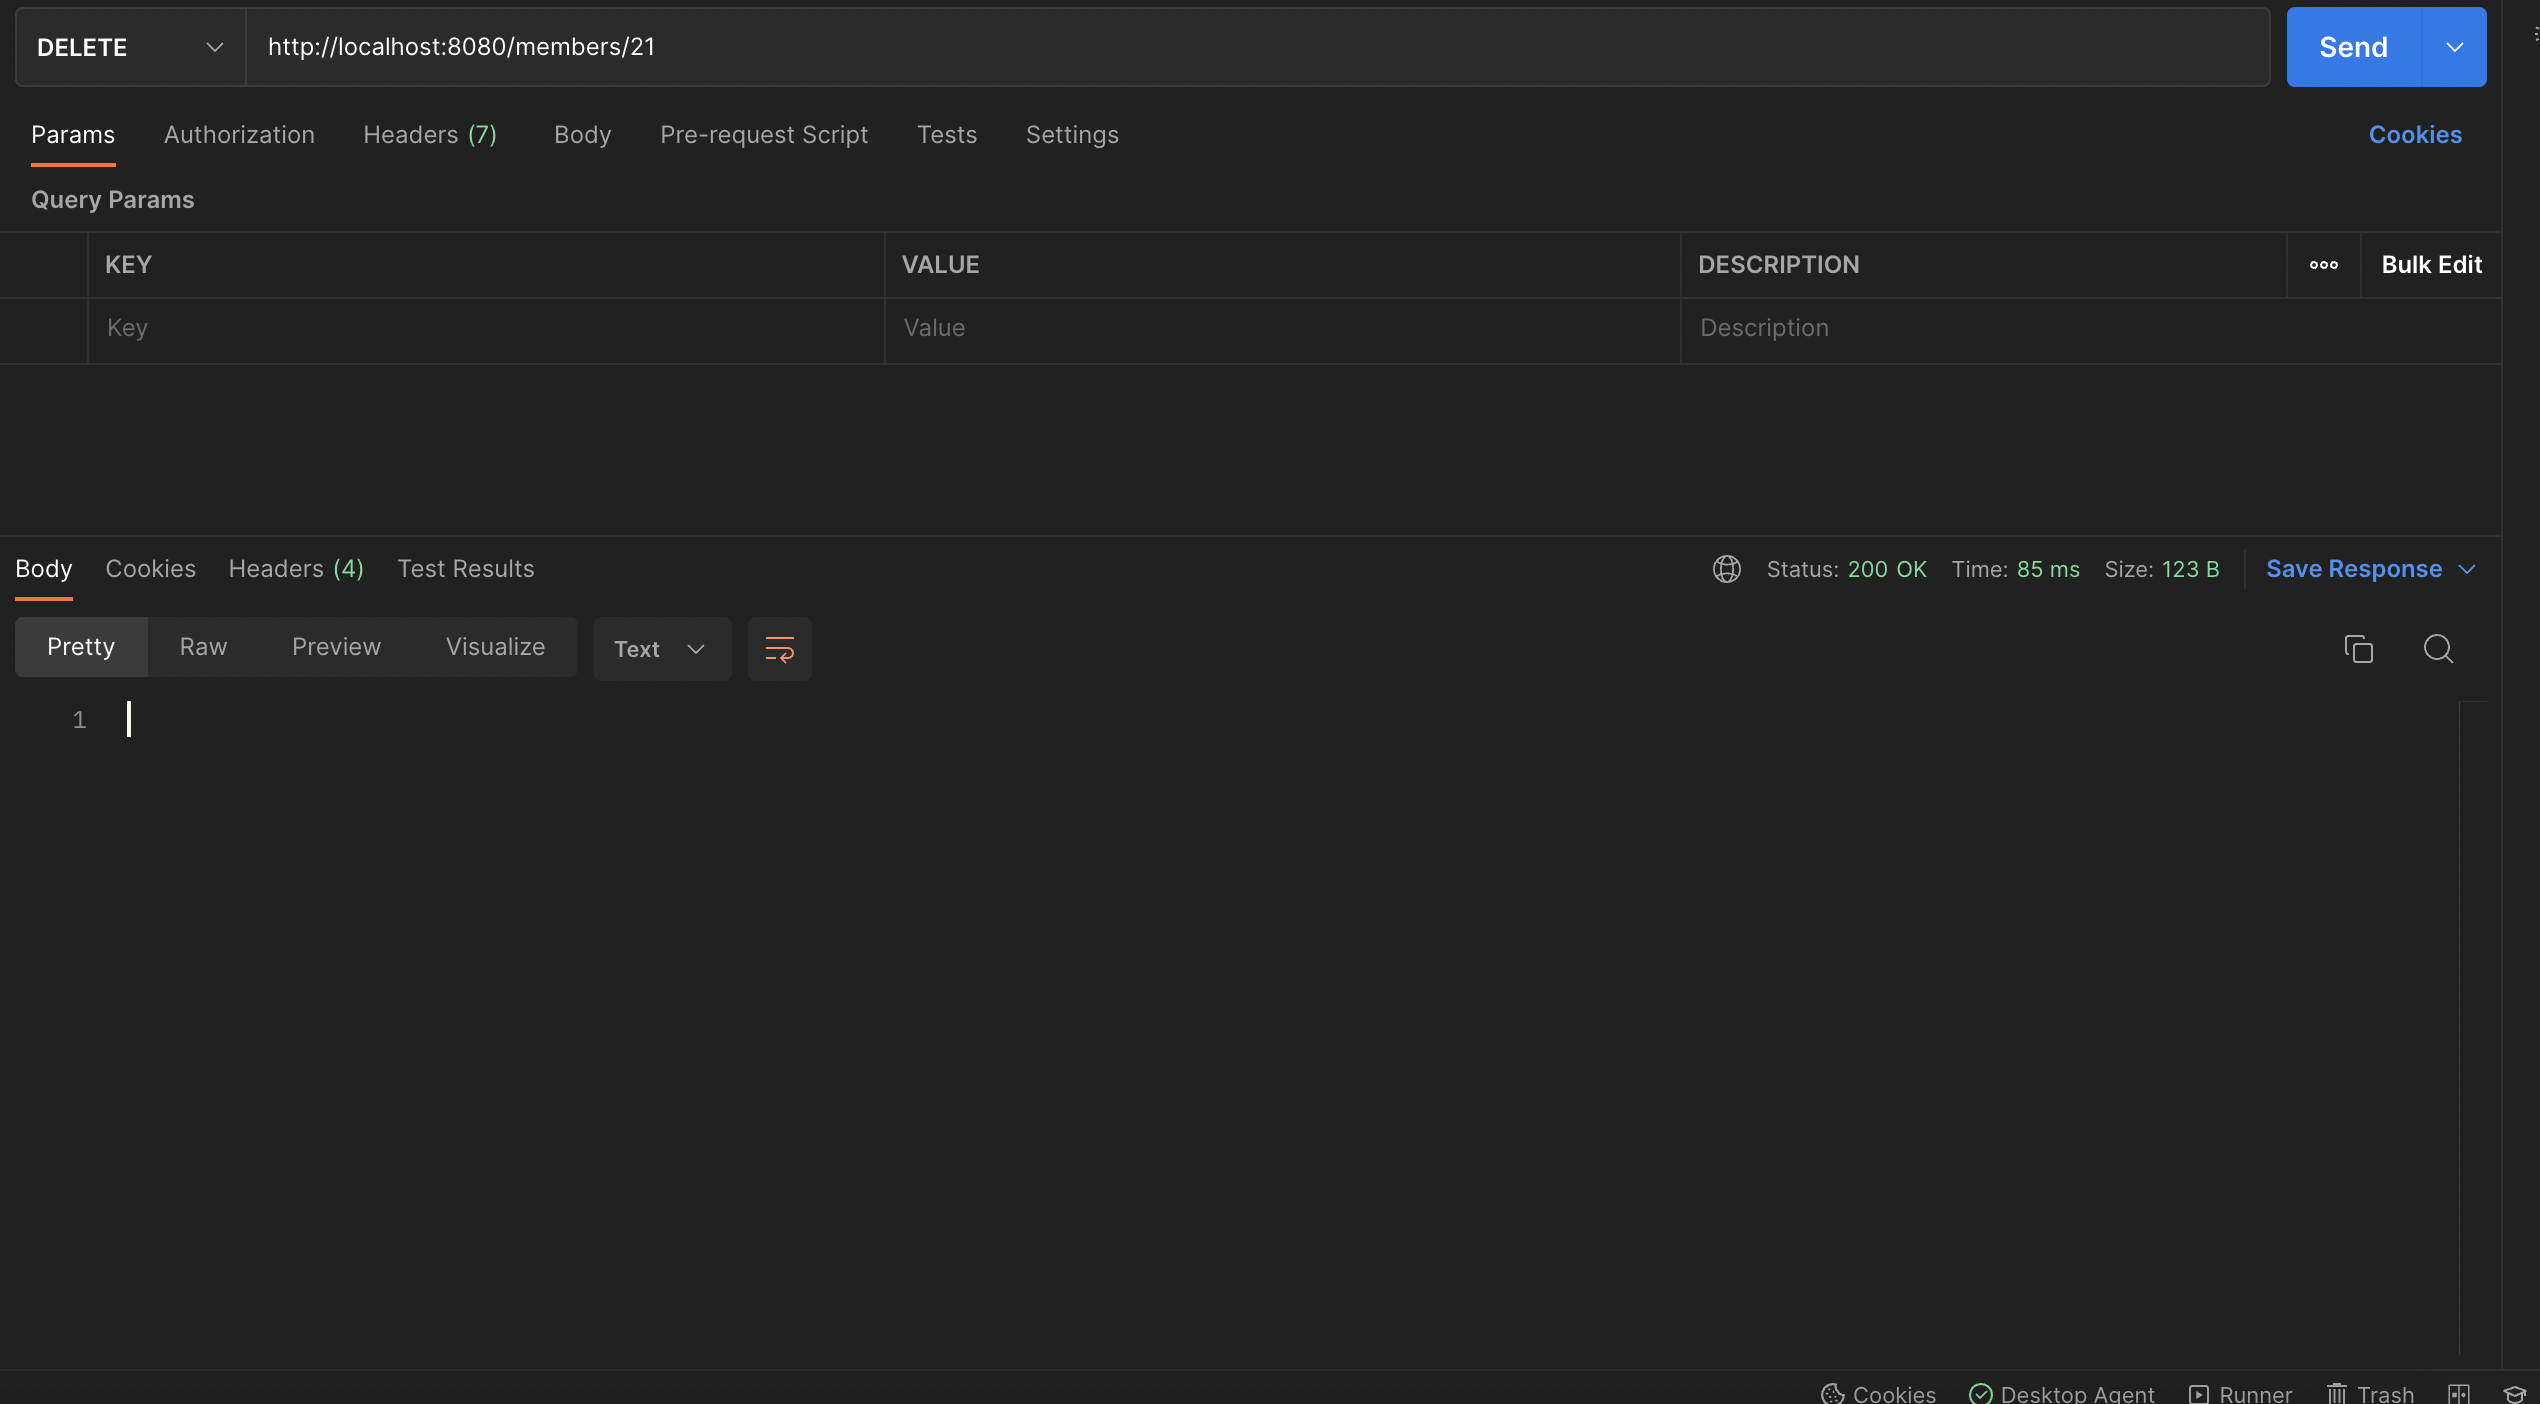 DELETE http://localhost:8080/members/21 Send
Params Authorization Headers (7) Body Pre-request Script Tests Settings Cookies
Query Params
KEY VALUE DESCRIPTION Bulk Edit
Key Value Description
Body Cookies Headers (4) Test Results Status: 200 OK Time: 85 ms Size: 123 B Save Response
Pretty Raw Preview Visualize Text
1
Cookies Desktop Agent Runner Trash